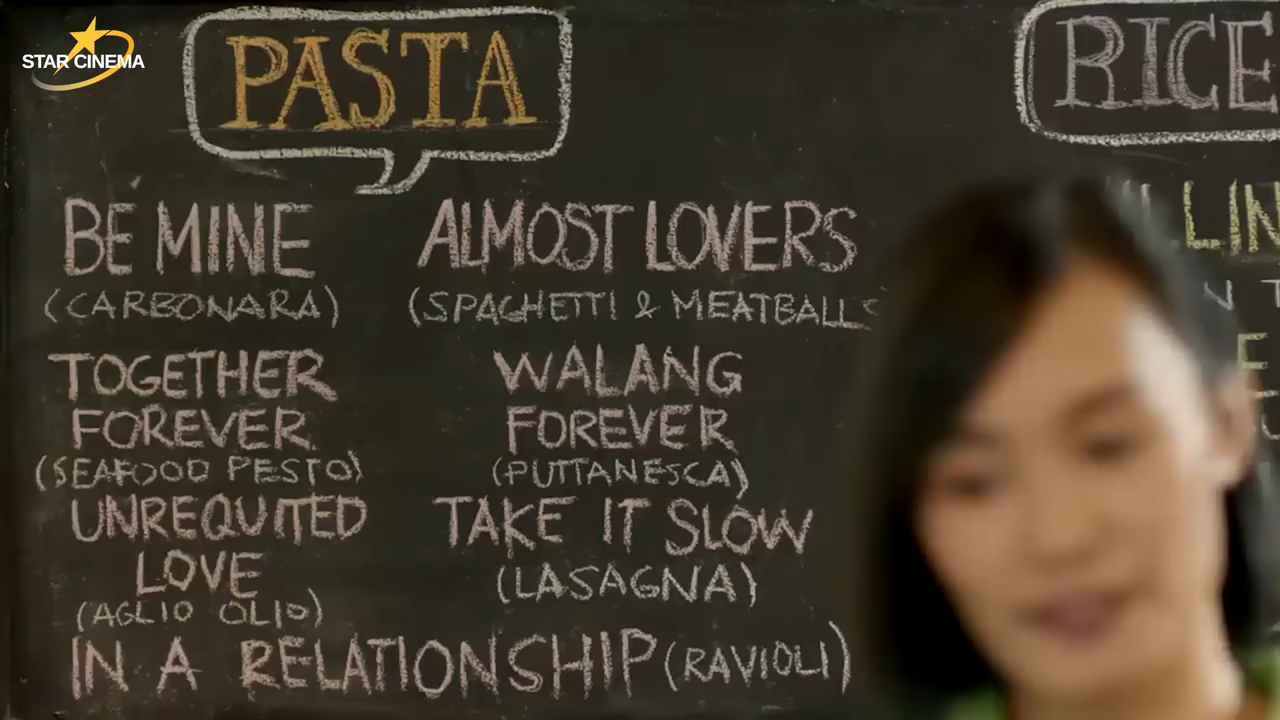 STAR CINEMA
PASTA
BE MINE
(CARBONARA)
TOGETHER
FOREVER
(SEAFOOD PESTO)
UNREQUITED
LOVE
(AGLIO OLIO)
ALMOST LOVERS
(SPAGHETTI & MEATBALLS
WALANG
FOREVER
(PUTTANESCA)
TAKE IT SLOW
(LASAGNA)
IN A RELATIONSHIP (RAVIOLI)
RICE